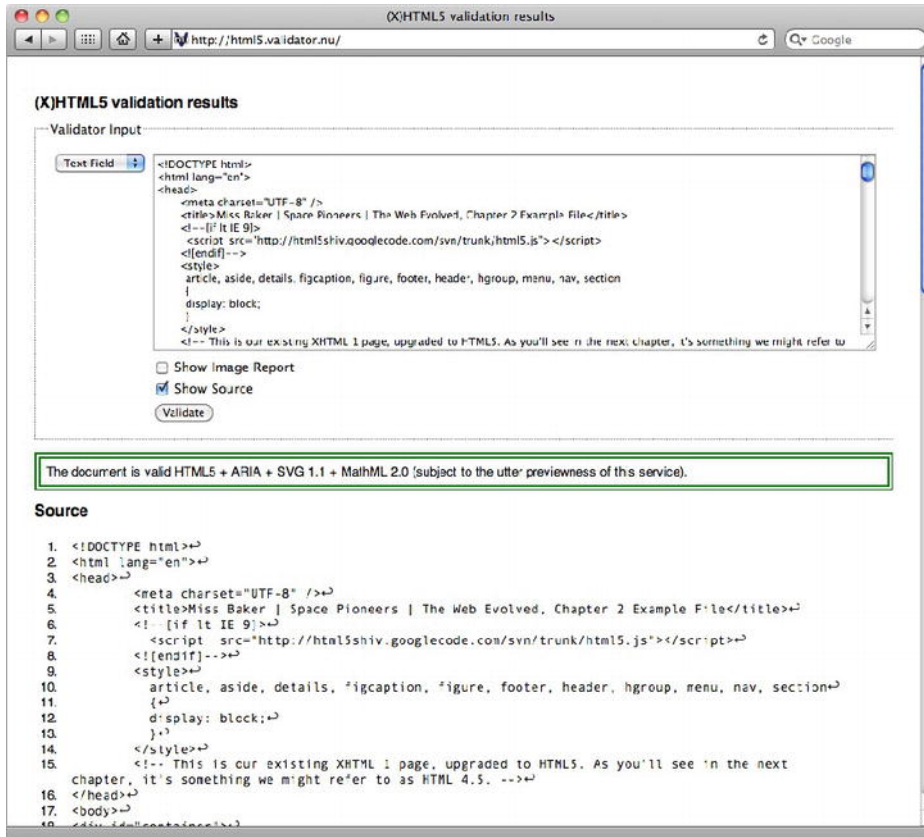 (X)HTML5 validation results
http://html5.validator.nu/
Google
(X)HTML5 validation results
Validator Input
Text Field
<!DOCTYPE html>
<html lang="en">
<head>
<meta charset="UTF-8" />
<title>Miss Baker | Space Pioneers | The Web Evolved, Chapter 2 Example File</title>
<!--[if lt IE 9]>
<script src="http://html5shiv.googlecode.com/svn/trunk/html5.js"></script>
<![endif]-->
<style>
article, aside, details, figcaption, figure, footer, header, hgroup, menu, nav, section
{
display: block;
}
</style>
<!-- This is our existing XHTML 1 page, upgraded to HTML5. As you'll see in the next chapter, it's something we might refer to
Show Image Report
Show Source
Validate
The document is valid HTML5 + ARIA + SVG 1.1 + MathML 2.0 (subject to the utter previewness of this service).
Source
1. <!DOCTYPE html>↩
2. <html lang="en">↩
3. <head>↩
4. <meta charset="UTF-8" />↩
5. <title>Miss Baker | Space Pioneers | The Web Evolved, Chapter 2 Example File</title>↩
6. <!--[if lt IE 9]>↩
7. <script src="http://html5shiv.googlecode.com/svn/trunk/html5.js"></script>↩
8. <![endif]-->↩
9. <style>↩
10. article, aside, details, figcaption, figure, footer, header, hgroup, menu, nav, section↩
11. {↩
12. display: block;↩
13. }↩
14. </style>↩
15. <!-- This is our existing XHTML 1 page, upgraded to HTML5. As you'll see in the next
chapter, it's something we might refer to as HTML 4.5. -->↩
16. </head>↩
17. <body>↩
18. <div id="container">↩